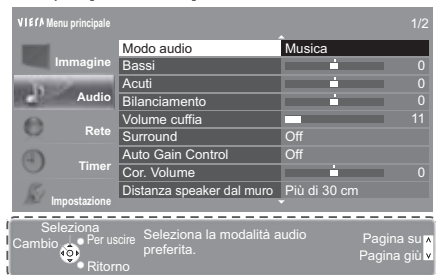 VIErA Menu principale 1/2
Immagine
Audio
Rete
Timer
Impostazione
Modo audio Musica
Bassi 0
Acuti 0
Bilanciamento 0
Volume cuffia 11
Surround Off
Auto Gain Control Off
Cor. Volume 0
Distanza speaker dal muro Più di 30 cm
Seleziona
Cambio
Per uscire
Ritorno
Seleziona la modalità audio
preferita.
Pagina su
Pagina giù